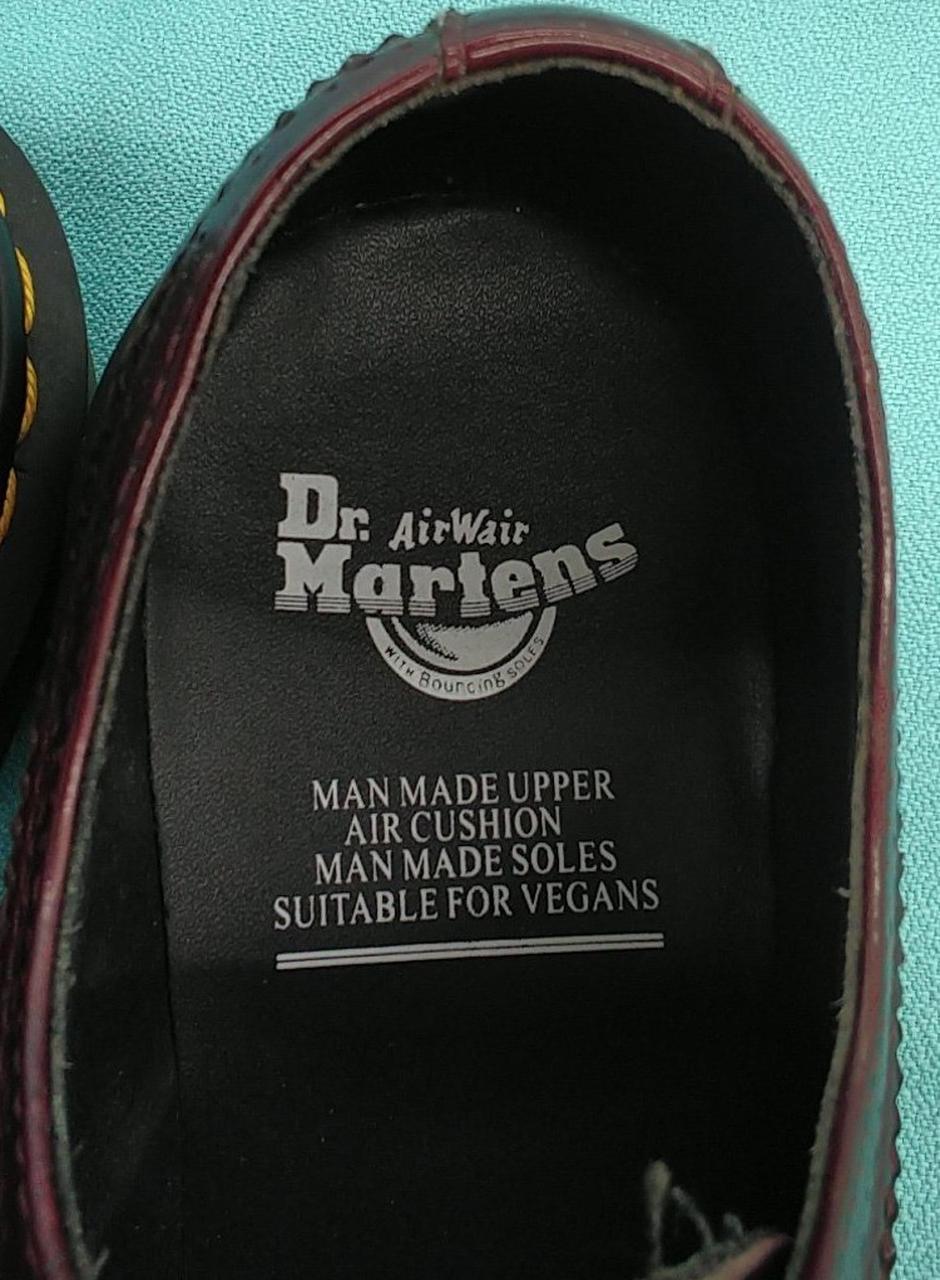 Dr. AirWair
Martens
WITH Bouncing SOLES
MAN MADE UPPER
AIR CUSHION
MAN MADE SOLES
SUITABLE FOR VEGANS